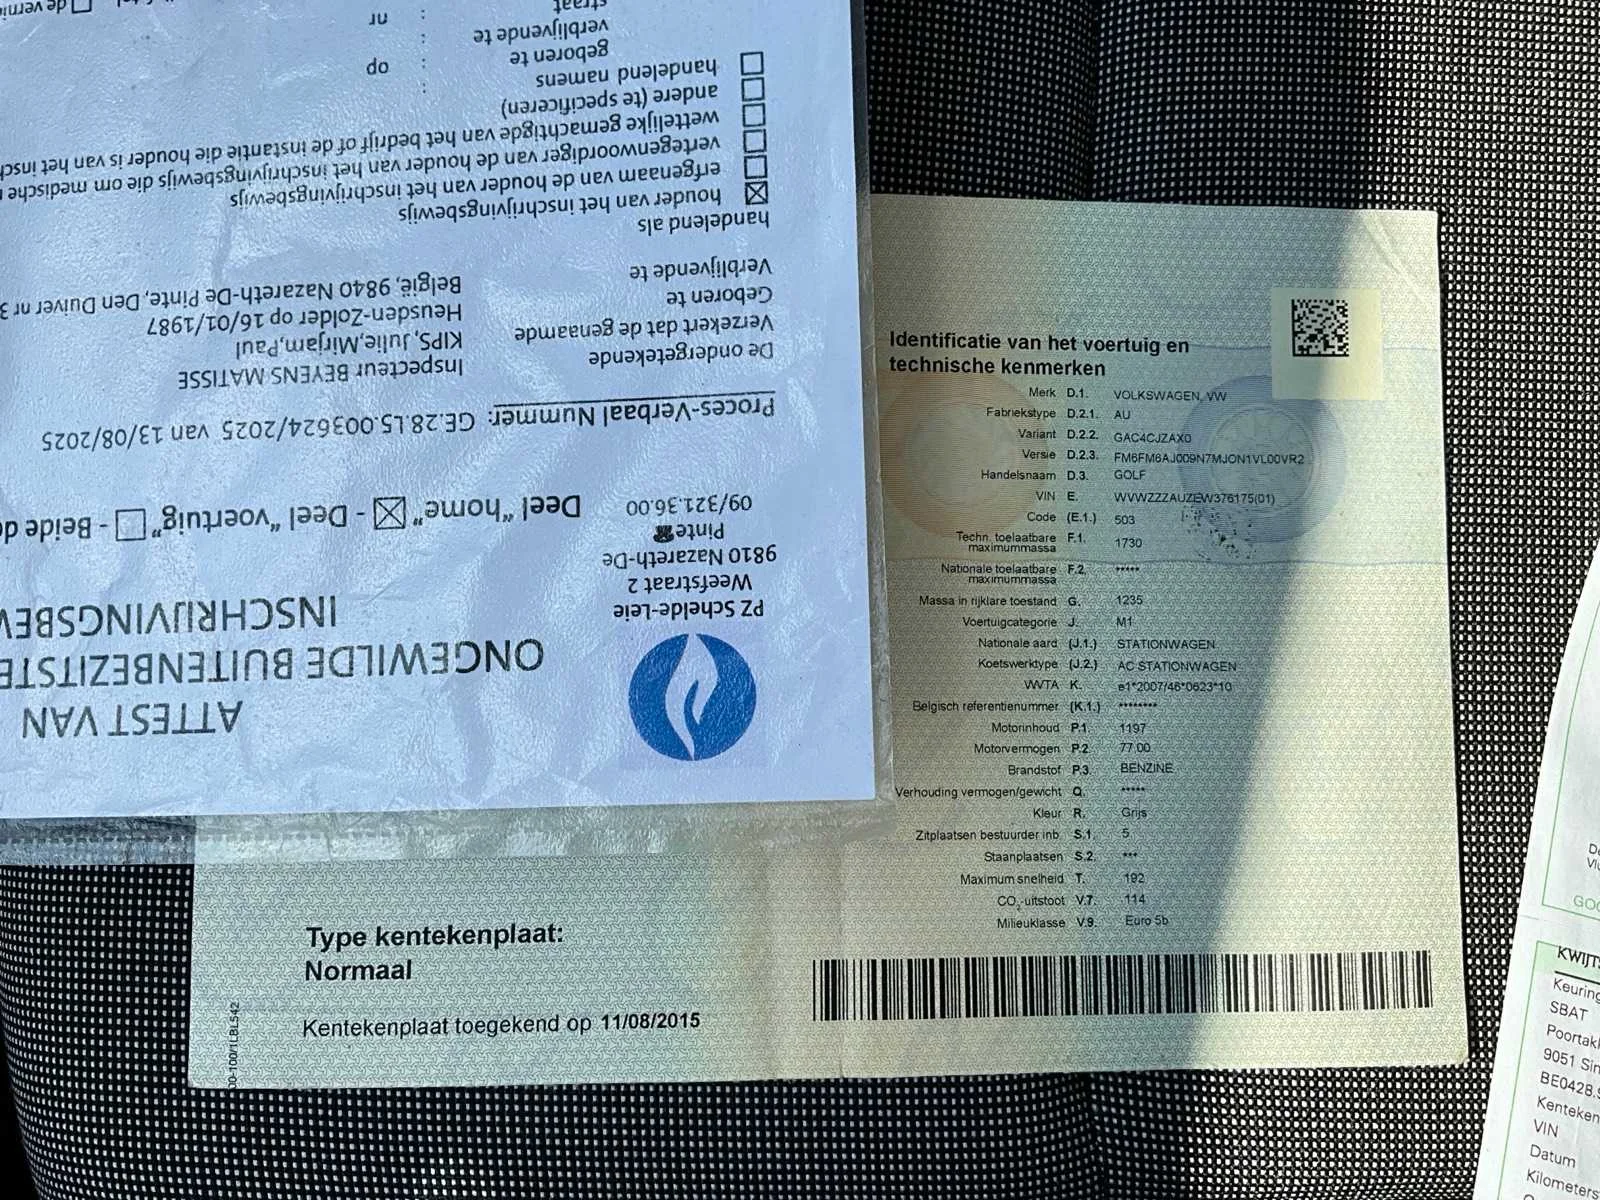 ATTEST VAN
ONGEWILDE BUITENBEZITSTE
INSCHRIJVINGSBEW
PZ Schelde-Leie
Weefstraat 2
9810 Nazareth-De
Pinte
09/321.36.00
Deel "home" - Deel "voertuig" - Beide de
Proces-Verbaal Nummer: GE.28.L5.003624/2025 van 13/08/2025
De ondergetekende Inspecteur BEYENS MATISSE
Verzekert dat de genaamde KIPS, Julie,Mirjam,Paul
Geboren te Heusden-Zolder op 16/01/1987
Verblijvende te België, 9840 Nazareth-De Pinte, Den Duiver nr 3
handelend als
houder van het inschrijvingsbewijs
erfgenaam van de houder van het inschrijvingsbewijs
vertegenwoordiger van de houder van het inschrijvingsbewijs die om medische
wettelijke gemachtigde van het bedrijf of de instantie die houder is van het insch
andere (te specificeren)
handelend namens :
geboren te : op
verblijvende te :
straat : nr
Identificatie van het voertuig en
technische kenmerken
Merk D.1. VOLKSWAGEN, VW
Fabriekstype D.2.1. AU
Variant D.2.2. GAC4CJZAX0
Versie D.2.3. FM6FM6AJ009N7MJON1VL00VR2
Handelsnaam D.3. GOLF
VIN E. WVWZZZAUZEW376175(01)
Code (E.1.) 503
Techn. toelaatbare
maximummassa F.1. 1730
Nationale toelaatbare
maximummassa F.2. *****
Massa in rijklare toestand G. 1235
Voertuigcategorie J. M1
Nationale aard (J.1.) STATIONWAGEN
Koetswerktype (J.2.) AC STATIONWAGEN
WVTA K. e1*2007/46*0623*10
Belgisch referentienummer (K.1.) ********
Motorinhoud P.1. 1197
Motorvermogen P.2. 77.00
Brandstof P.3. BENZINE
Verhouding vermogen/gewicht Q. *****
Kleur R. Grijs
Zitplaatsen bestuurder inb. S.1. 5
Staanplaatsen S.2. ***
Maximum snelheid T. 192
CO2-uitstoot V.7. 114
Milieuklasse V.9. Euro 5b
Type kentekenplaat:
Normaal
Kentekenplaat toegekend op 11/08/2015
00-100/1LBL542
GOO
KWIJTS
Keuring
SBAT
Poortak
9051 Sin
BE0428.9
Kenteken
VIN
Datum
Kilometers